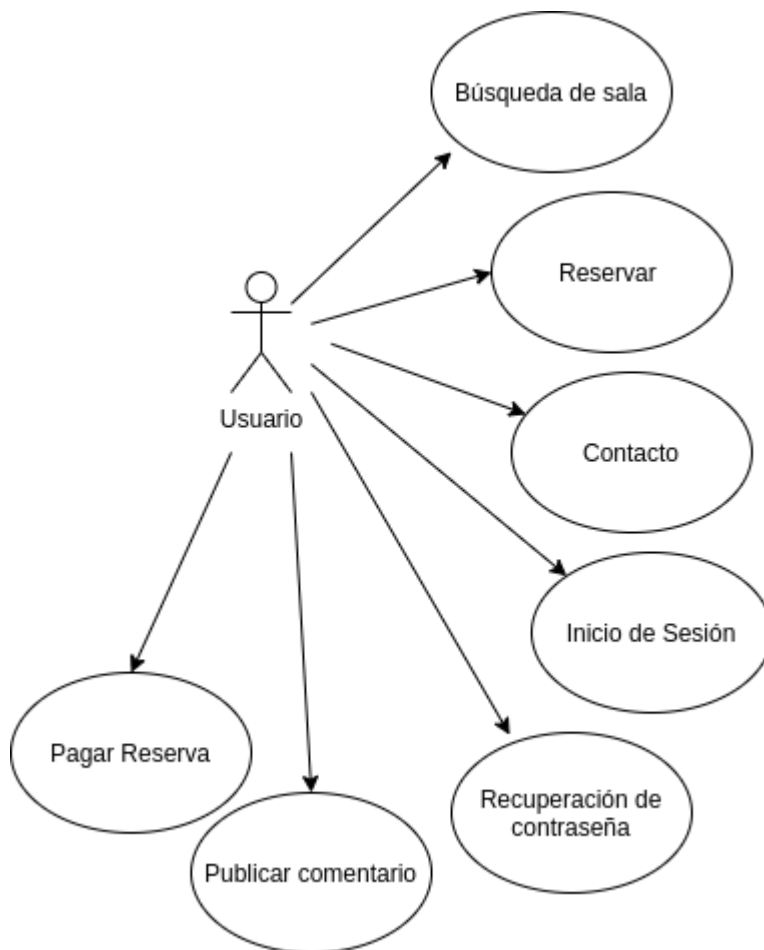 Búsqueda de sala
Reservar
Usuario
Contacto
Inicio de Sesión
Pagar Reserva
Recuperación de
contraseña
Publicar comentario